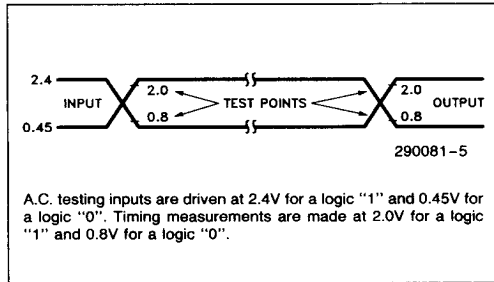 2.4
INPUT
0.45
2.0
0.8
TEST POINTS
2.0
0.8
OUTPUT
290081-5
A.C. testing inputs are driven at 2.4V for a logic "1" and 0.45V for
a logic "0". Timing measurements are made at 2.0V for a logic
"1" and 0.8V for a logic "0".